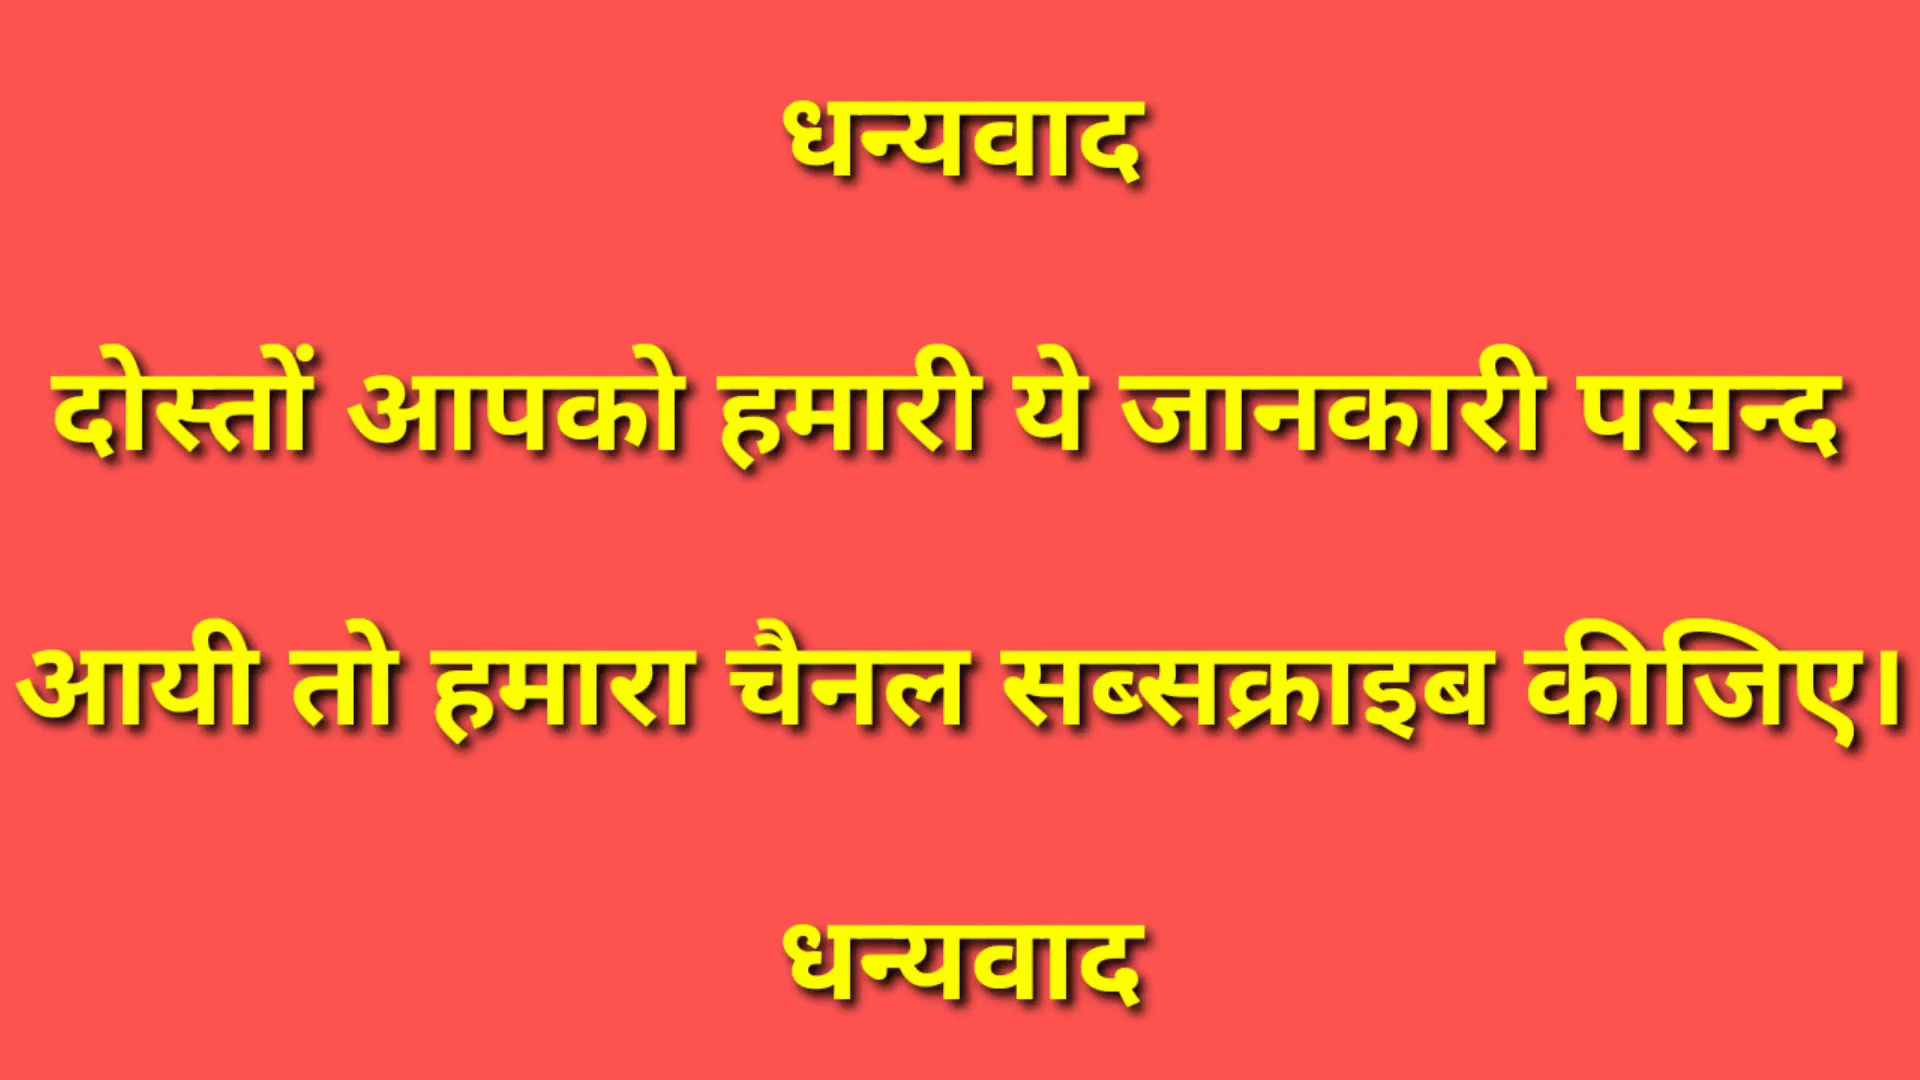 धन्यवाद
दोस्तों आपको हमारी ये जानकारी पसन्द
आयी तो हमारा चैनल सब्सक्राइब कीजिए।
धन्यवाद